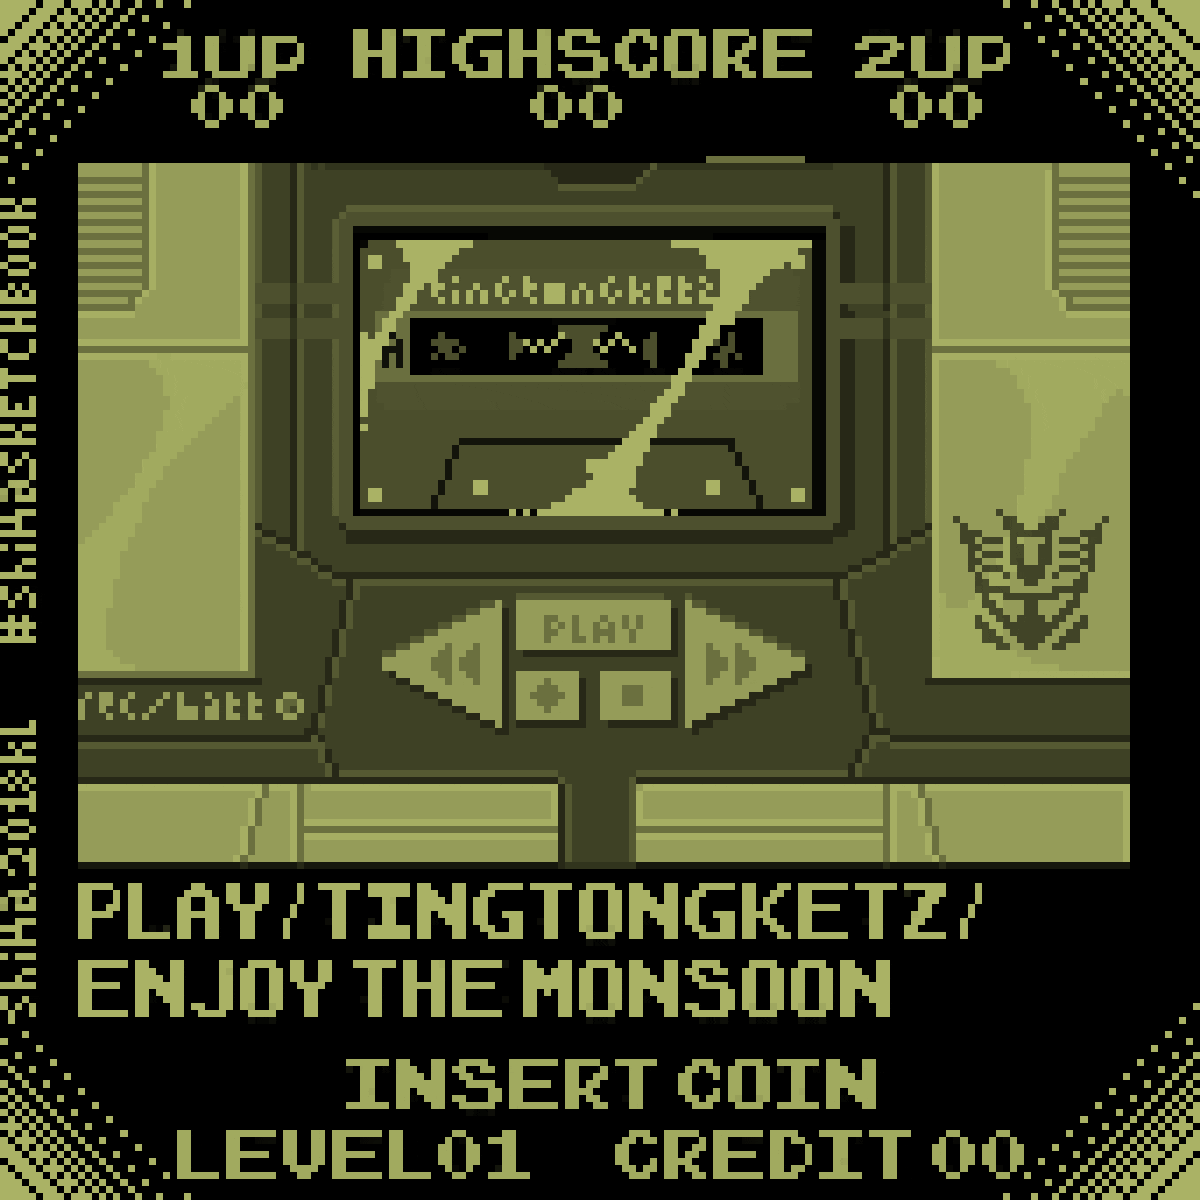 1UP HIGHSCORE 2UP
00 00 00
tingtongketz
PLAY
rec/batt
PLAY/TINGTONGKETZ/
ENJOY THE MONSOON
INSERT COIN
LEVEL01 CREDIT 00